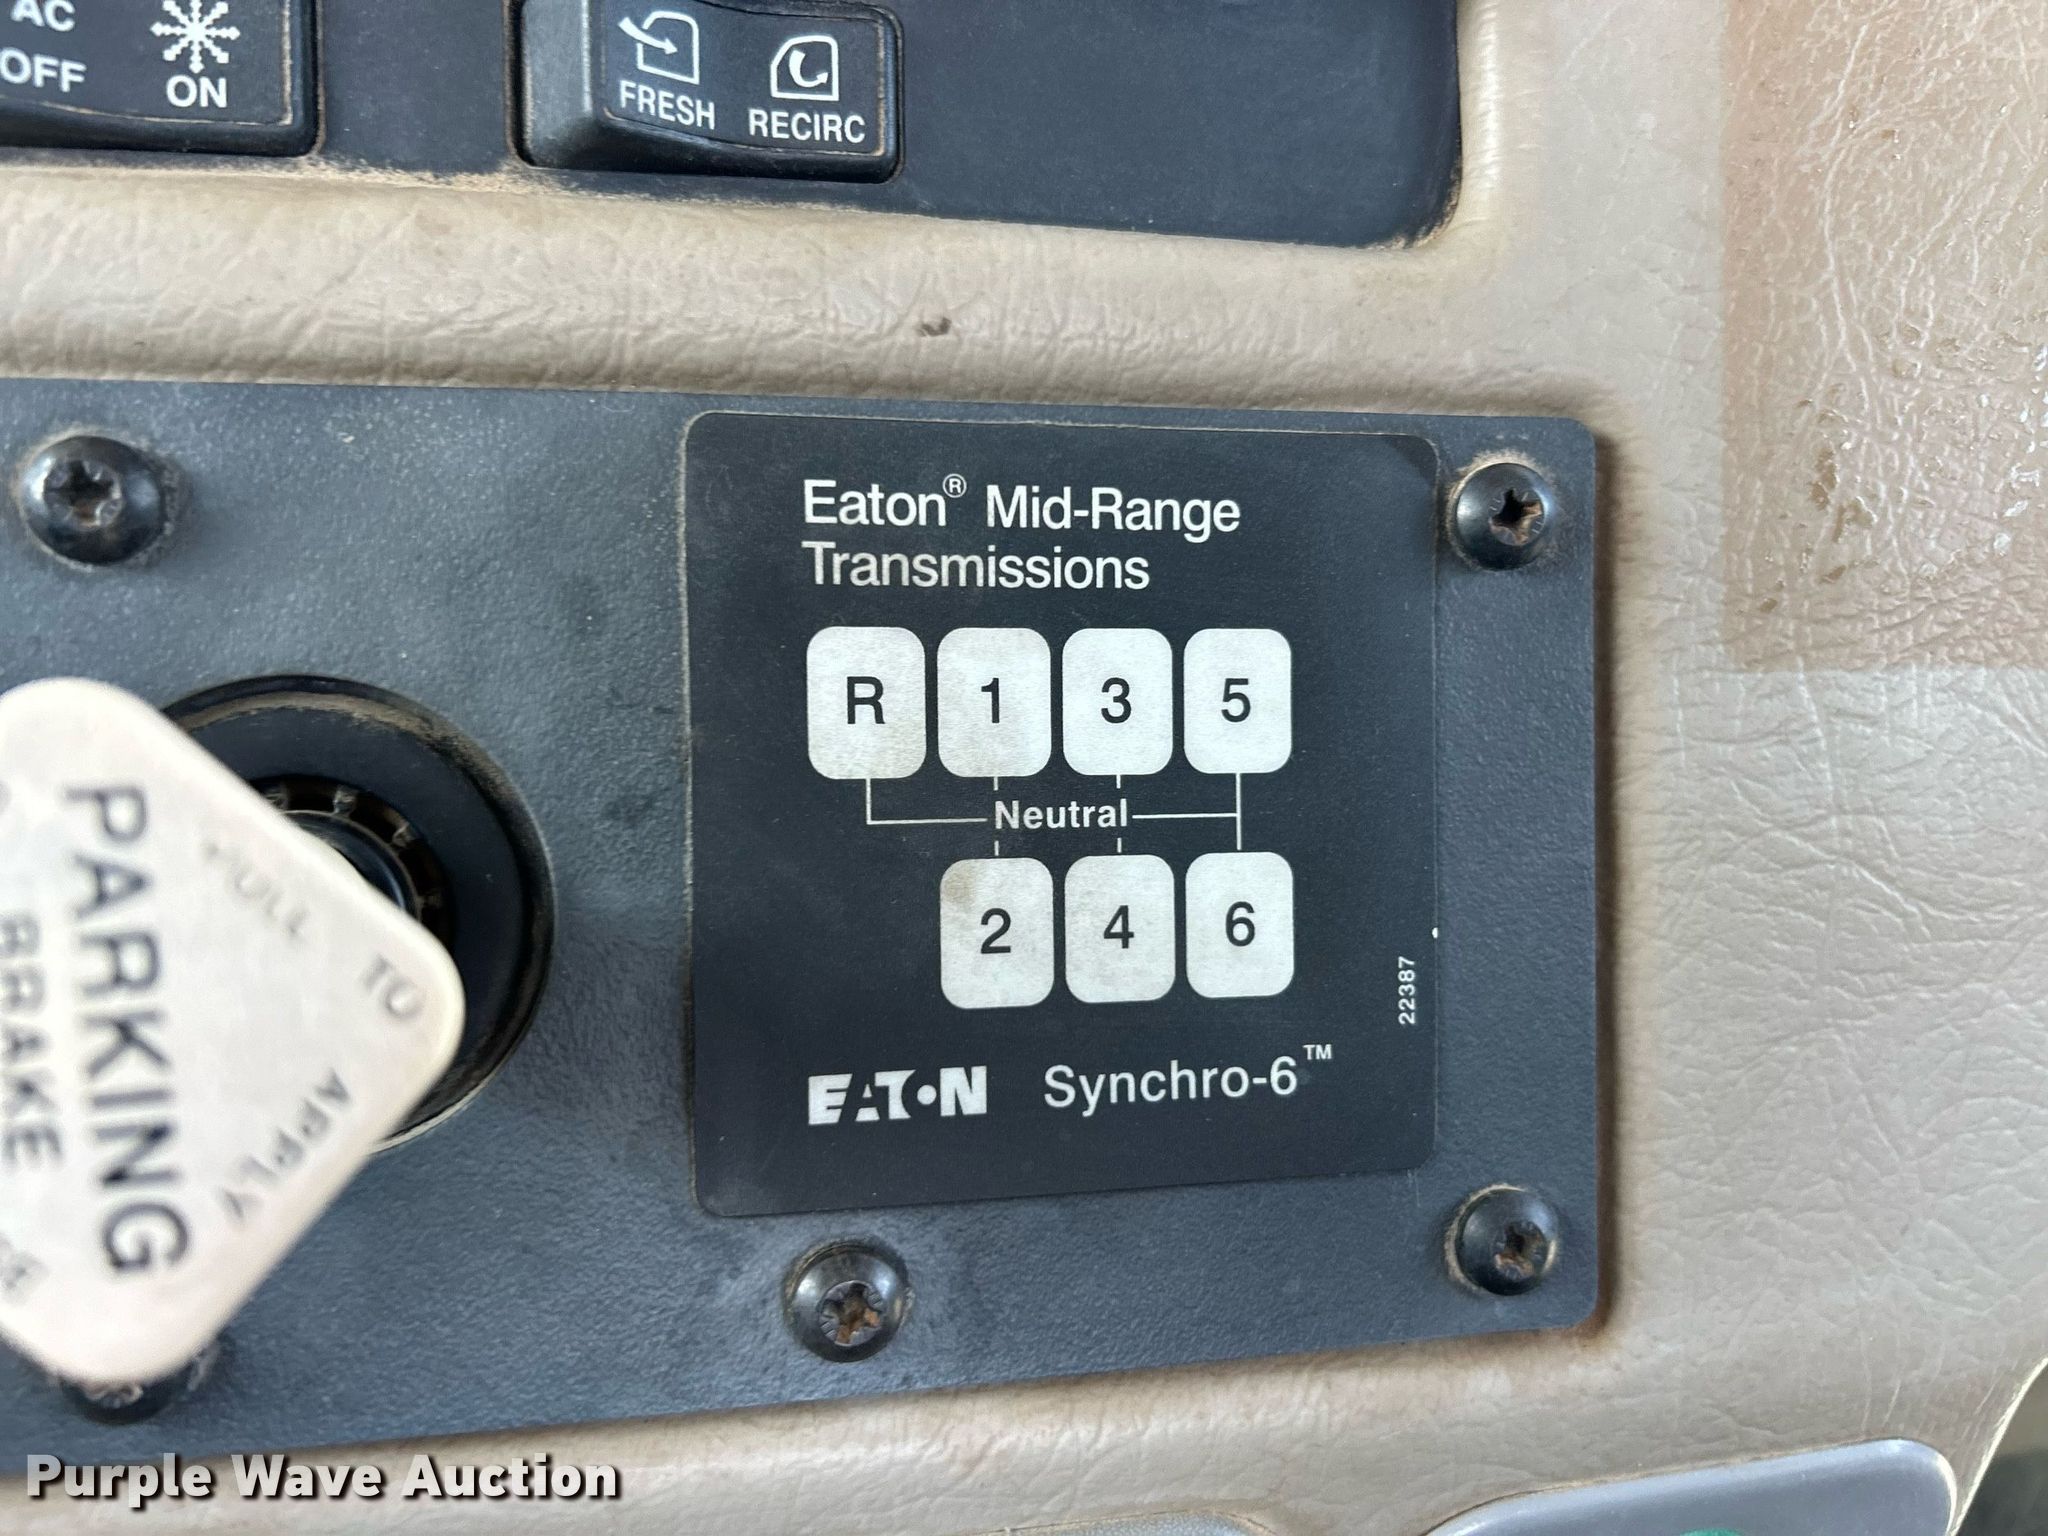 AC
OFF
ON
FRESH
RECIRC
Eaton® Mid-Range
Transmissions
R 1 3 5
Neutral
2 4 6
22387
EATON Synchro-6™
PARKING
BRAKE
PULL TO
APPLY
Purple Wave Auction